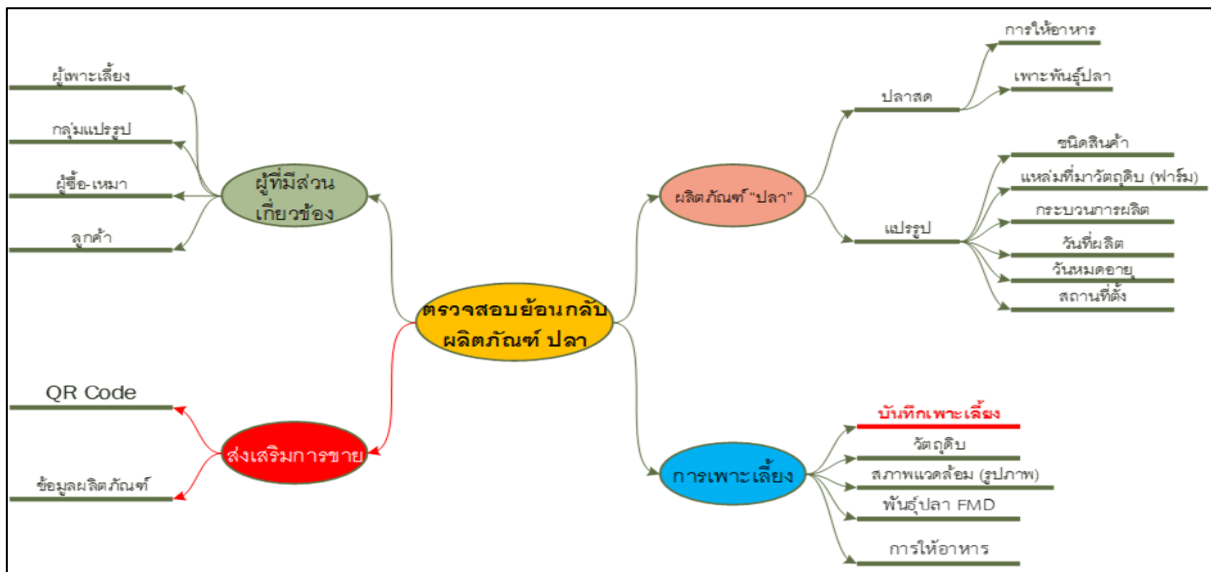 การให้อาหาร
เพาะพันธุ์ปลา
ปลาสด
ผู้เพาะเลี้ยง
กลุ่มแปรรูป
ผู้ซื้อ-เหมา
ลูกค้า
ผู้ที่มีส่วน
เกี่ยวข้อง
ผลิตภัณฑ์ “ปลา”
ชนิดสินค้า
แหล่มที่มาวัตถุดิบ (ฟาร์ม)
กระบวนการผลิต
แปรรูป
วันที่ผลิต
วันหมดอายุ
สถานที่ตั้ง
ตรวจสอบย้อนกลับ
ผลิตภัณฑ์ ปลา
QR Code
ส่งเสริมการขาย
ข้อมูลผลิตภัณฑ์
การเพาะเลี้ยง
บันทึกเพาะเลี้ยง
วัตถุดิบ
สภาพแวดล้อม (รูปภาพ)
พันธุ์ปลา FMD
การให้อาหาร